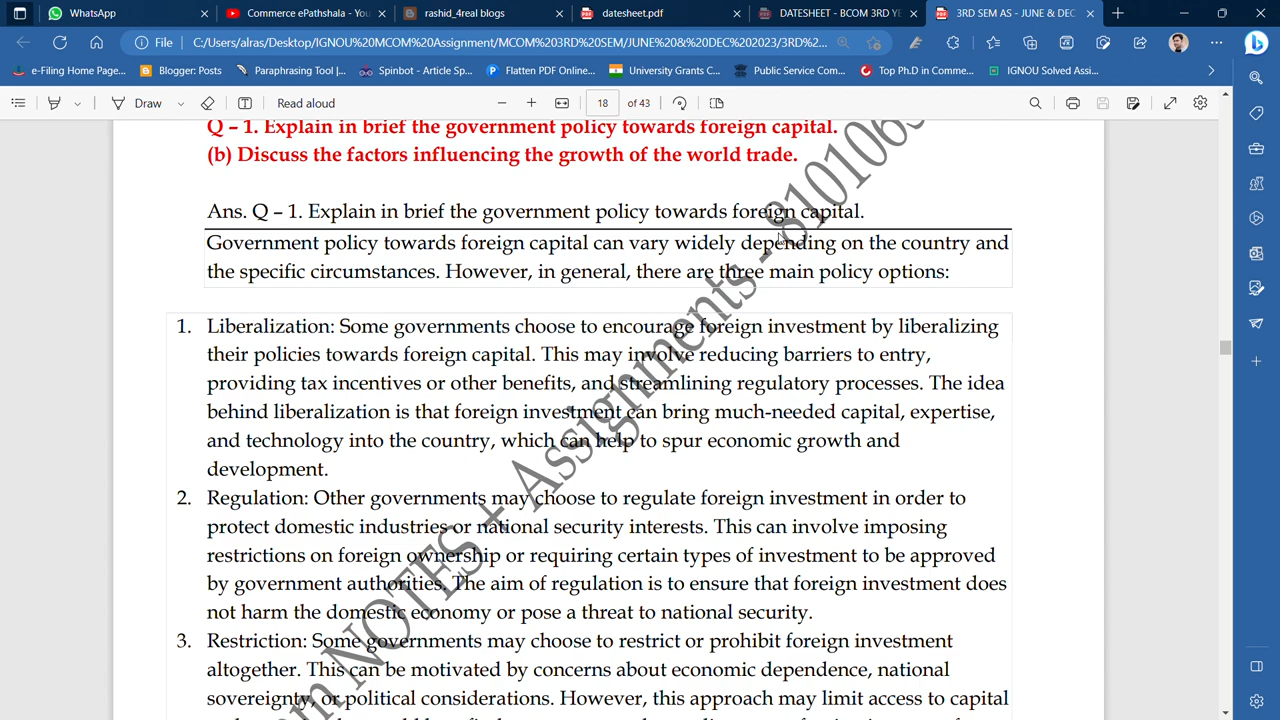 WhatsApp
Commerce ePathshala - You
rashid_4real blogs
datesheet.pdf
DATESHEET - BCOM 3RD YE
3RD SEM AS - JUNE & DEC
File
C:/Users/alras/Desktop/IGNOU%20MCOM%20Assignment/MCOM%203RD%20SEM/JUNE%20&%20DEC%202023/3RD%2...
e-Filing Home Page...
Blogger: Posts
Paraphrasing Tool |...
Spinbot - Article Sp...
Flatten PDF Online...
University Grants C...
Public Service Com...
Top Ph.D in Comme...
IGNOU Solved Assi...
Draw
Read aloud
18
of 43
Q – 1. Explain in brief the government policy towards foreign capital.
(b) Discuss the factors influencing the growth of the world trade.
Ans. Q – 1. Explain in brief the government policy towards foreign capital.
Government policy towards foreign capital can vary widely depending on the country and
the specific circumstances. However, in general, there are three main policy options:
1. Liberalization: Some governments choose to encourage foreign investment by liberalizing
their policies towards foreign capital. This may involve reducing barriers to entry,
providing tax incentives or other benefits, and streamlining regulatory processes. The idea
behind liberalization is that foreign investment can bring much-needed capital, expertise,
and technology into the country, which can help to spur economic growth and
development.
2. Regulation: Other governments may choose to regulate foreign investment in order to
protect domestic industries or national security interests. This can involve imposing
restrictions on foreign ownership or requiring certain types of investment to be approved
by government authorities. The aim of regulation is to ensure that foreign investment does
not harm the domestic economy or pose a threat to national security.
3. Restriction: Some governments may choose to restrict or prohibit foreign investment
altogether. This can be motivated by concerns about economic dependence, national
sovereignty, or political considerations. However, this approach may limit access to capital
NOTES + Assignments -